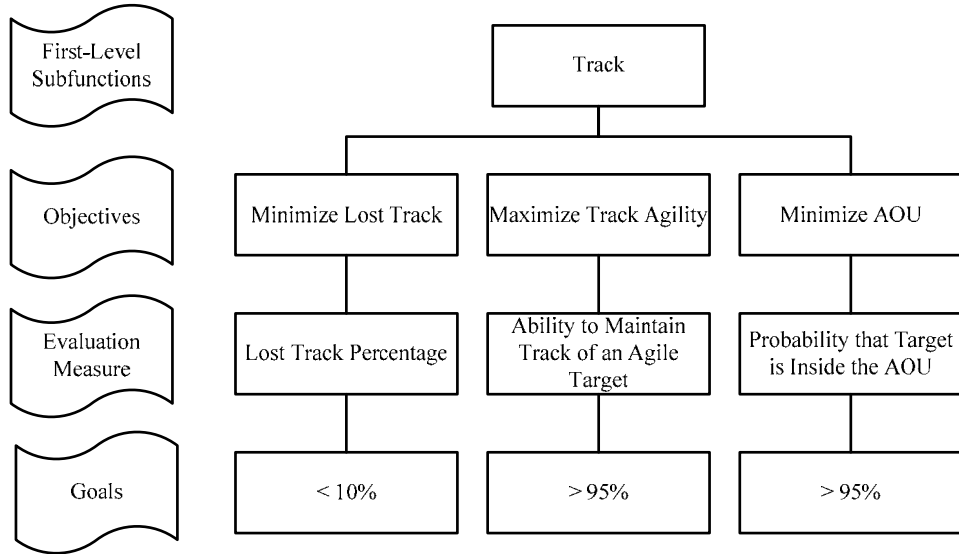 First-Level
Subfunctions
Track
Objectives
Minimize Lost Track
Maximize Track Agility
Minimize AOU
Evaluation
Measure
Lost Track Percentage
Ability to Maintain
Track of an Agile
Target
Probability that Target
is Inside the AOU
Goals
< 10%
> 95%
> 95%